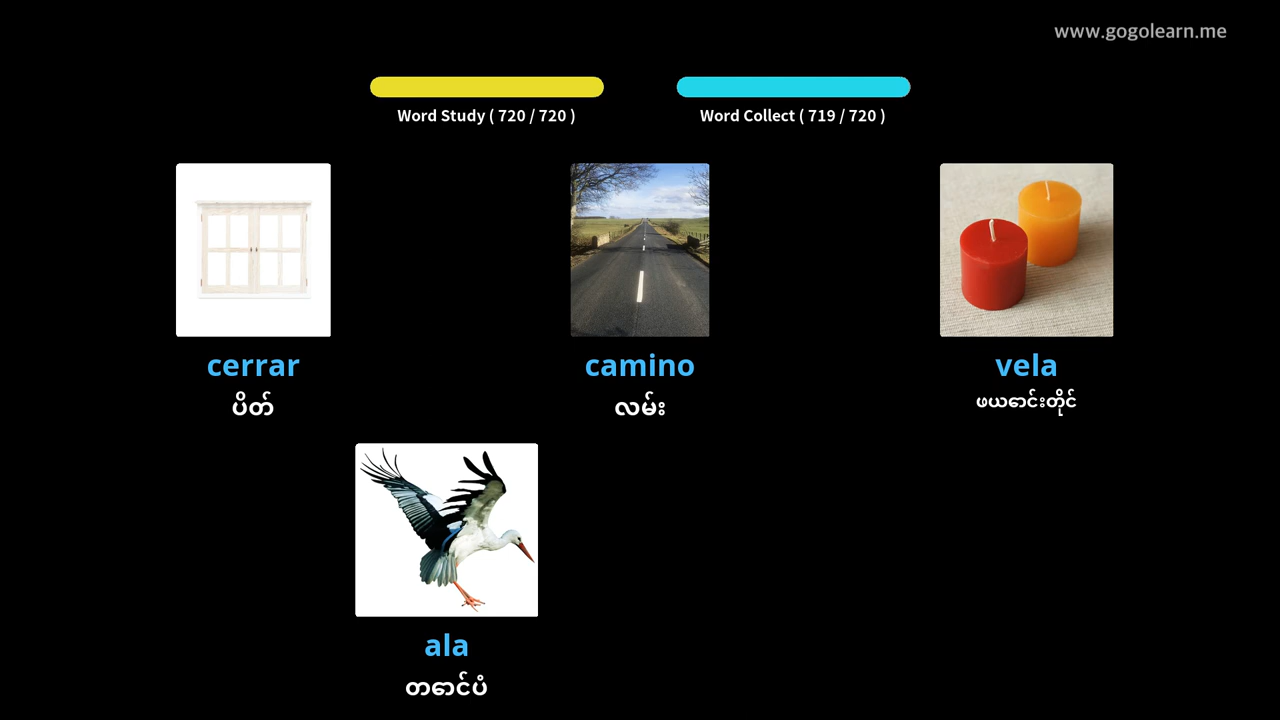 www.gogolearn.me
Word Study ( 720 / 720 )
Word Collect ( 719 / 720 )
cerrar
ပိတ်
camino
လမ်း
vela
ဖယောင်းတိုင်
ala
တောင်ပံ